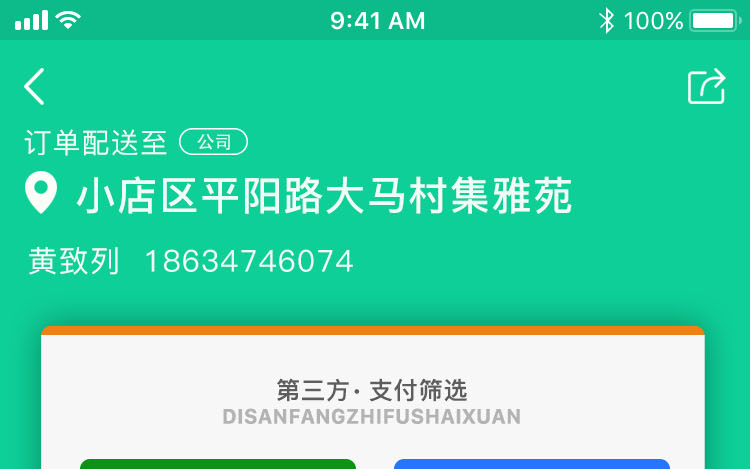 9:41 AM 100%
订单配送至 公司
小店区平阳路大马村集雅苑
黄致列 18634746074
第三方·支付筛选
DISANFANGZHIFUSHAIXUAN